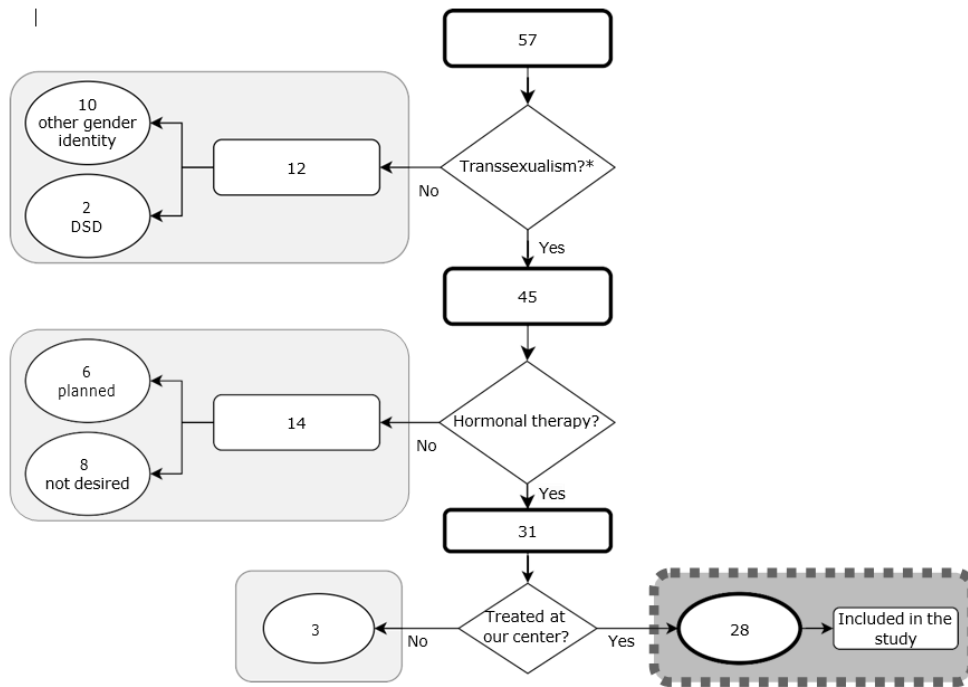 57
10
other gender
identity
12
Transsexualism?*
No
2
DSD
Yes
45
6
planned
14
Hormonal therapy?
No
8
not desired
Yes
31
3
No
Treated at
our center?
Yes
28
Included in the
study